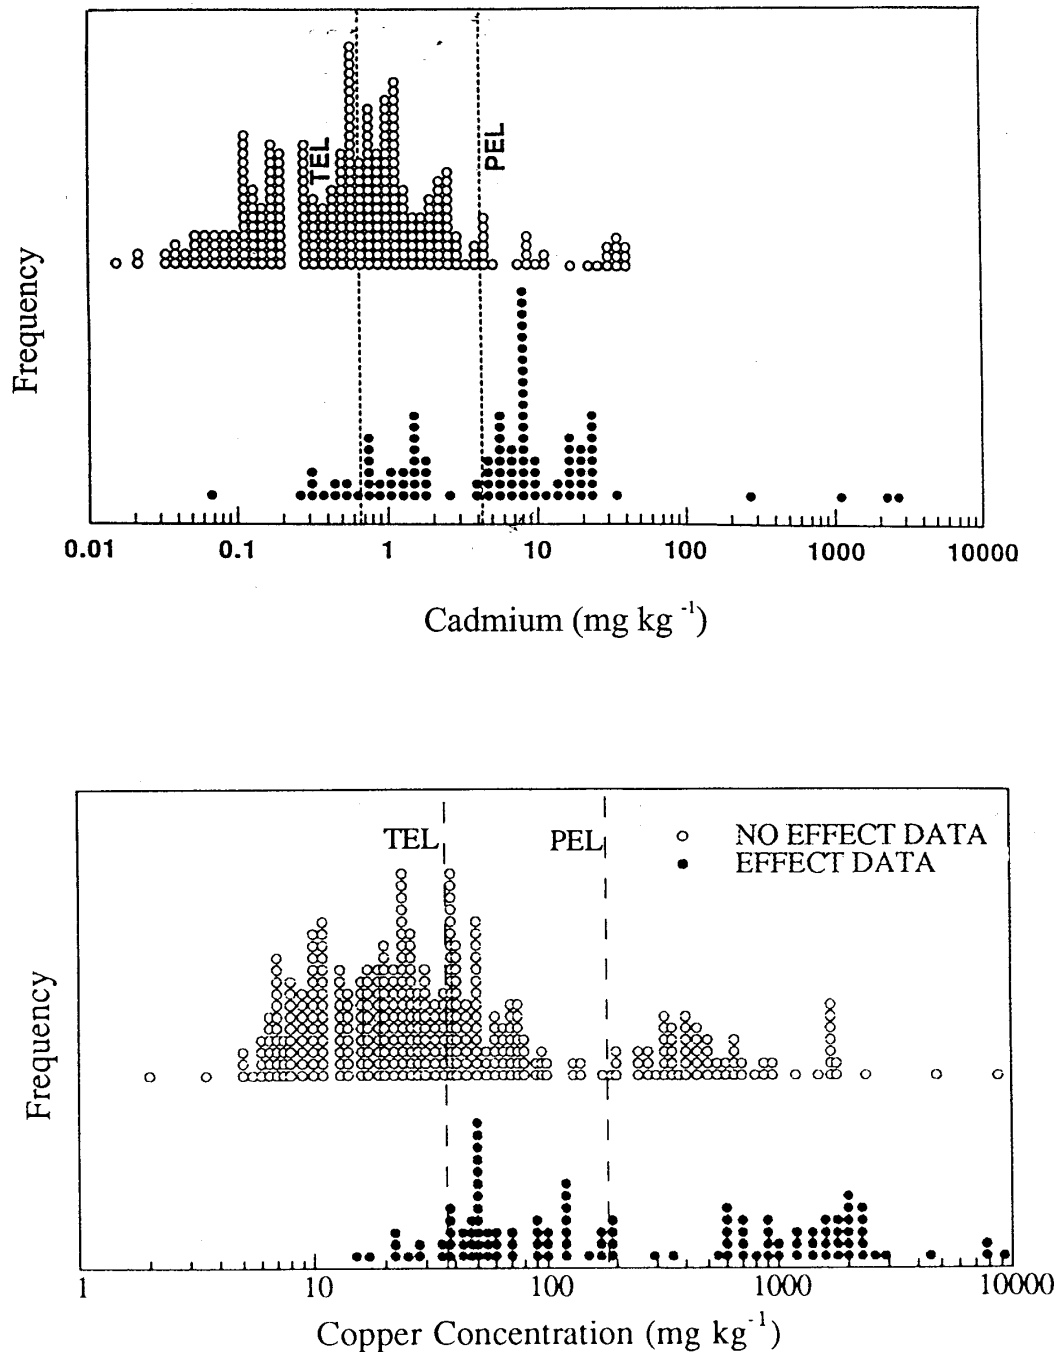 TEL
PEL
Frequency
0.01 0.1 1 10 100 1000 10000
Cadmium (mg kg⁻¹)
TEL PEL ○ NO EFFECT DATA
● EFFECT DATA
Frequency
1 10 100 1000 10000
Copper Concentration (mg kg⁻¹)